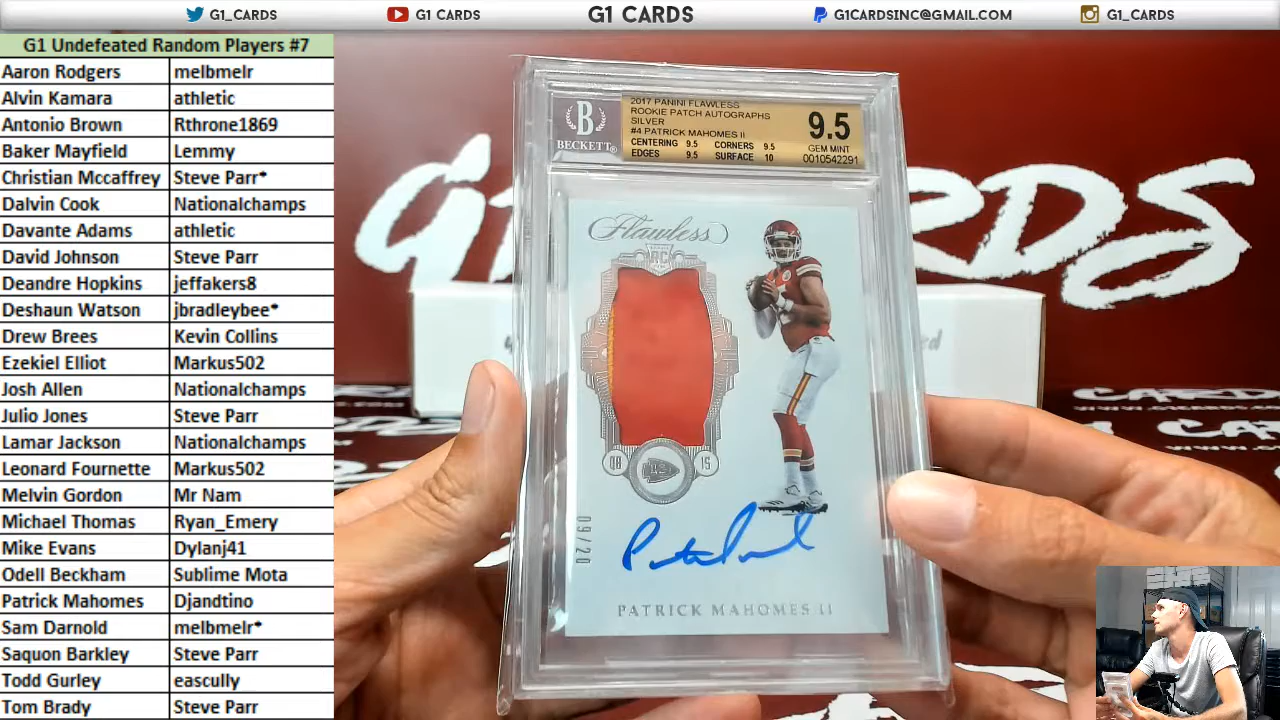 G1_CARDS
G1 CARDS
G1 CARDS
G1CARDSINC@GMAIL.COM
G1_CARDS
G1 Undefeated Random Players #7
Aaron Rodgers melbmelr
Alvin Kamara athletic
Antonio Brown Rthrone1869
Baker Mayfield Lemmy
Christian Mccaffrey Steve Parr*
Dalvin Cook Nationalchamps
Davante Adams athletic
David Johnson Steve Parr
Deandre Hopkins jeffakers8
Deshaun Watson jbradleybee*
Drew Brees Kevin Collins
Ezekiel Elliot Markus502
Josh Allen Nationalchamps
Julio Jones Steve Parr
Lamar Jackson Nationalchamps
Leonard Fournette Markus502
Melvin Gordon Mr Nam
Michael Thomas Ryan_Emery
Mike Evans Dylanj41
Odell Beckham Sublime Mota
Patrick Mahomes Djandtino
Sam Darnold melbmelr*
Saquon Barkley Steve Parr
Todd Gurley eascully
Tom Brady Steve Parr
B
BECKETT®
2017 PANINI FLAWLESS
ROOKIE PATCH AUTOGRAPHS
SILVER
#4 PATRICK MAHOMES II
CENTERING 9.5 CORNERS 9.5
EDGES 9.5 SURFACE 10
9.5
GEM MINT
0010542291
Flawless
RC
08 15
09/20
PATRICK MAHOMES II
G1 CARDS